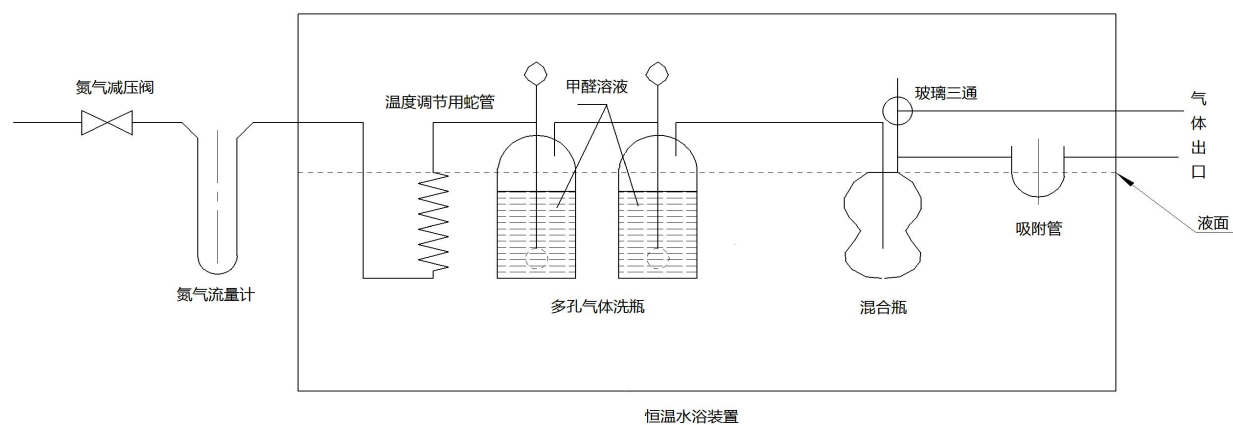 氮气减压阀
温度调节用蛇管
甲醛溶液
玻璃三通
气体出口
液面
吸附管
氮气流量计
多孔气体洗瓶
混合瓶
恒温水浴装置